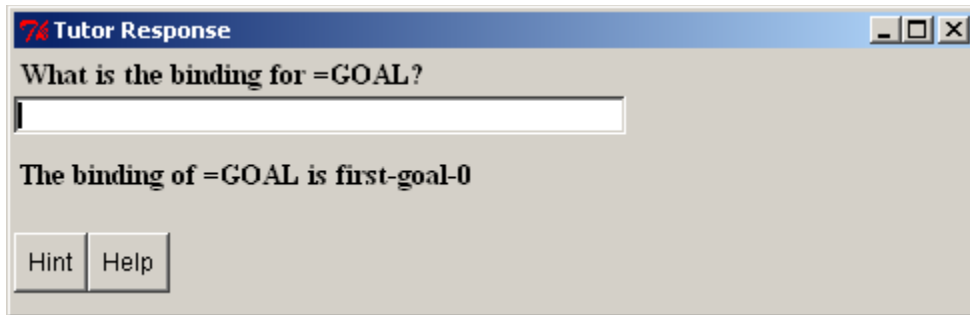 Tutor Response
What is the binding for =GOAL?
The binding of =GOAL is first-goal-0
Hint Help